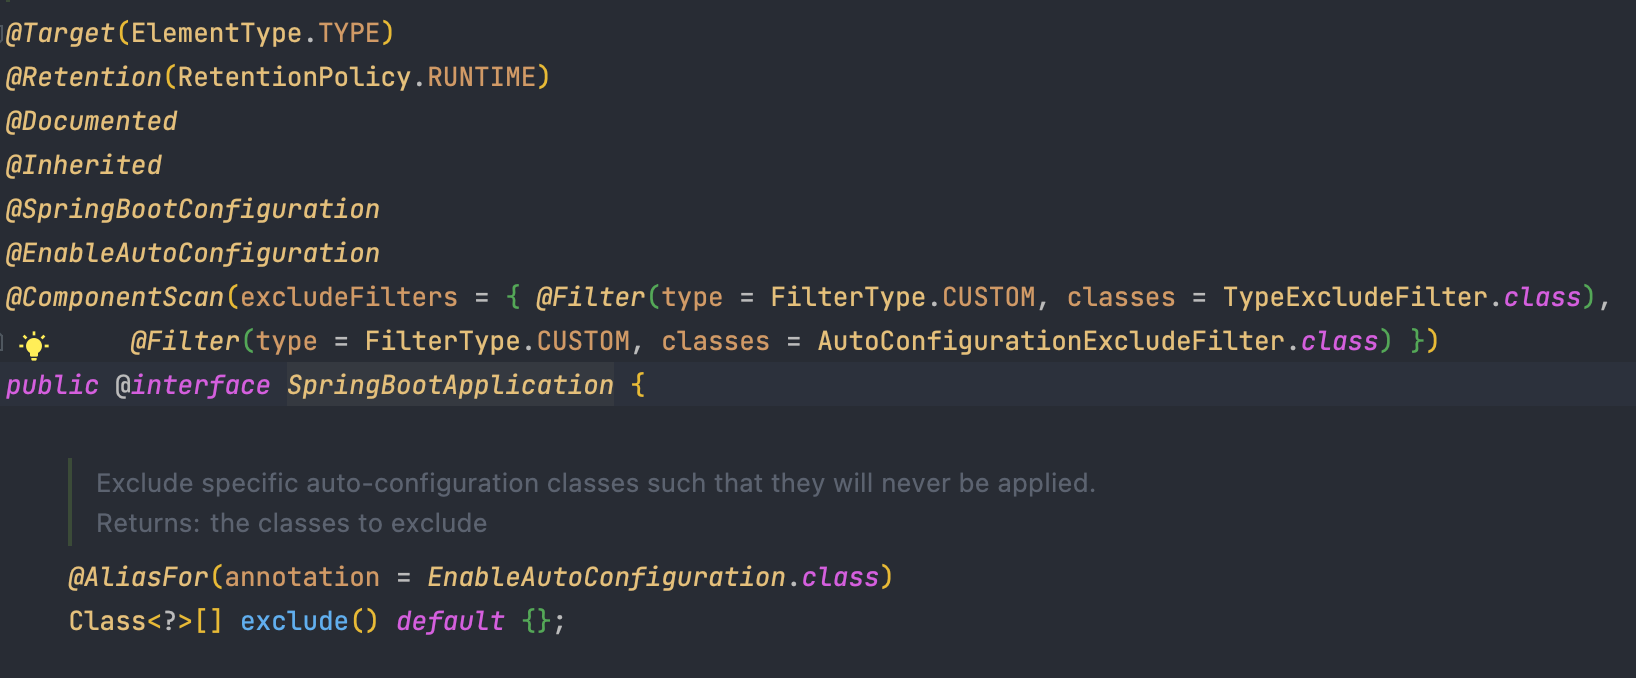 @Target(ElementType.TYPE)
@Retention(RetentionPolicy.RUNTIME)
@Documented
@Inherited
@SpringBootConfiguration
@EnableAutoConfiguration
@ComponentScan(excludeFilters = { @Filter(type = FilterType.CUSTOM, classes = TypeExcludeFilter.class),
@Filter(type = FilterType.CUSTOM, classes = AutoConfigurationExcludeFilter.class) })
public @interface SpringBootApplication {
Exclude specific auto-configuration classes such that they will never be applied.
Returns: the classes to exclude
@AliasFor(annotation = EnableAutoConfiguration.class)
Class<?>[] exclude() default {};